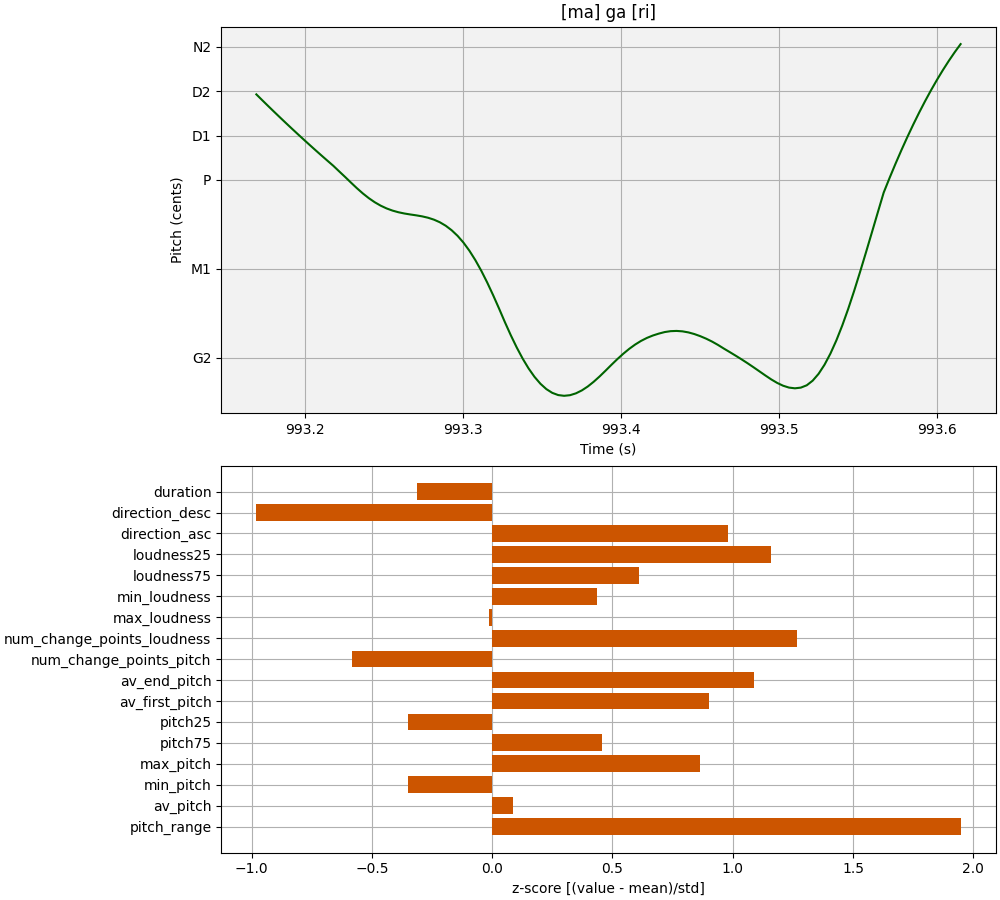 [ma] ga [ri]
N2
D2
D1
P
M1
G2
Pitch (cents)
993.2 993.3 993.4 993.5 993.6
Time (s)
duration
direction_desc
direction_asc
loudness25
loudness75
min_loudness
max_loudness
num_change_points_loudness
num_change_points_pitch
av_end_pitch
av_first_pitch
pitch25
pitch75
max_pitch
min_pitch
av_pitch
pitch_range
−1.0 −0.5 0.0 0.5 1.0 1.5 2.0
z-score [(value - mean)/std]